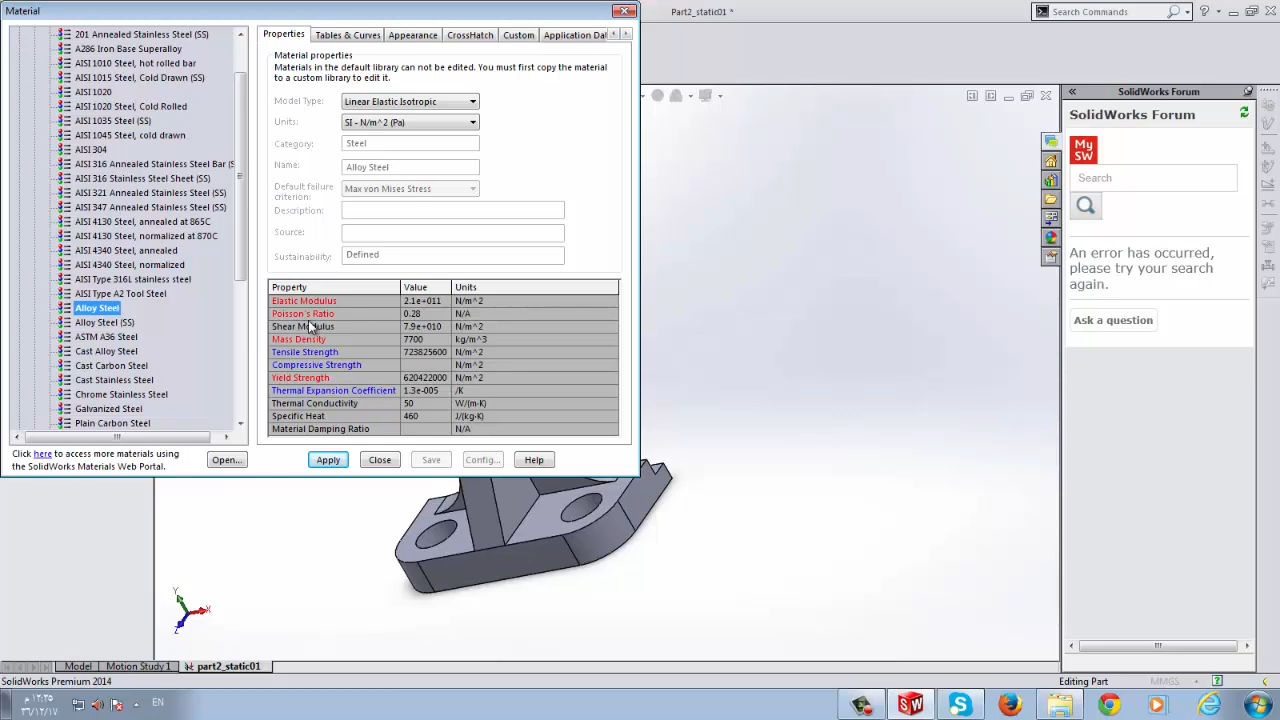 Material
201 Annealed Stainless Steel (SS)
A286 Iron Base Superalloy
AISI 1010 Steel, hot rolled bar
AISI 1015 Steel, Cold Drawn (SS)
AISI 1020
AISI 1020 Steel, Cold Rolled
AISI 1035 Steel (SS)
AISI 1045 Steel, cold drawn
AISI 304
AISI 316 Annealed Stainless Steel Bar (S
AISI 316 Stainless Steel Sheet (SS)
AISI 321 Annealed Stainless Steel (SS)
AISI 347 Annealed Stainless Steel (SS)
AISI 4130 Steel, annealed at 865C
AISI 4130 Steel, normalized at 870C
AISI 4340 Steel, annealed
AISI 4340 Steel, normalized
AISI Type 316L stainless steel
AISI Type A2 Tool Steel
Alloy Steel
Alloy Steel (SS)
ASTM A36 Steel
Cast Alloy Steel
Cast Carbon Steel
Cast Stainless Steel
Chrome Stainless Steel
Galvanized Steel
Plain Carbon Steel
Click here to access more materials using
the SolidWorks Materials Web Portal.
Open...
Properties Tables & Curves Appearance CrossHatch Custom Application Dat
Material properties
Materials in the default library can not be edited. You must first copy the material
to a custom library to edit it.
Model Type: Linear Elastic Isotropic
Units: SI - N/m^2 (Pa)
Category: Steel
Name: Alloy Steel
Default failure
criterion: Max von Mises Stress
Description:
Source:
Sustainability: Defined
Property Value Units
Elastic Modulus 2.1e+011 N/m^2
Poisson's Ratio 0.28 N/A
Shear Modulus 7.9e+010 N/m^2
Mass Density 7700 kg/m^3
Tensile Strength 723825600 N/m^2
Compressive Strength N/m^2
Yield Strength 620422000 N/m^2
Thermal Expansion Coefficient 1.3e-005 /K
Thermal Conductivity 50 W/(m·K)
Specific Heat 460 J/(kg·K)
Material Damping Ratio N/A
Apply Close Save Config... Help
Part2_static01 *
Search Commands
SolidWorks Forum
SolidWorks Forum
My
SW
Search
An error has occurred,
please try your search
again.
Ask a question
Y
X
Z
Model Motion Study 1 part2_static01
SolidWorks Premium 2014
Editing Part
MMGS
١٢:٣٥ م
٣٦/١٢/١٧
EN